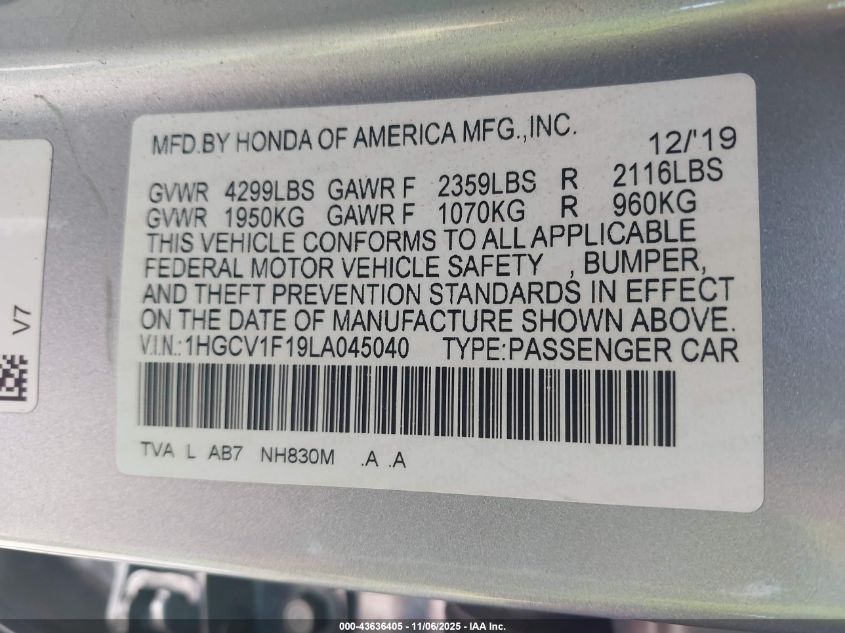 MFD.BY HONDA OF AMERICA MFG.,INC. 12/'19
GVWR 4299LBS GAWR F 2359LBS R 2116LBS
GVWR 1950KG GAWR F 1070KG R 960KG
THIS VEHICLE CONFORMS TO ALL APPLICABLE
FEDERAL MOTOR VEHICLE SAFETY , BUMPER,
AND THEFT PREVENTION STANDARDS IN EFFECT
ON THE DATE OF MANUFACTURE SHOWN ABOVE.
V.I.N.:1HGCV1F19LA045040 TYPE:PASSENGER CAR
TVA L AB7 NH830M .A .A
V7
000-43636405 - 11/06/2025 - IAA Inc.